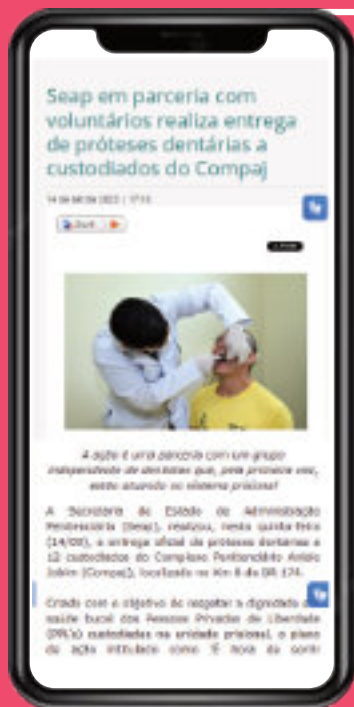 Seap em parceria com
voluntários realiza entrega
de próteses dentárias a
custodiados do Compaj
A ação é uma parceria com um grupo
independente de dentistas que, pela primeira vez,
estão atuando no sistema prisional
A Secretaria de Estado de Administração
Penitenciária (Seap), realizou, nesta quinta-feira
(14/09), a entrega oficial de próteses dentárias a
12 custodiados do Complexo Penitenciário Anísio
Jobim (Compaj), localizado no Km 8 da BR 174.
Criado com o objetivo de resgatar a dignidade
saúde bucal das Pessoas Privadas de Liberdade
(PPL's) custodiadas na unidade prisional, o plano
de ação intitulado como 'É hora de sorrir